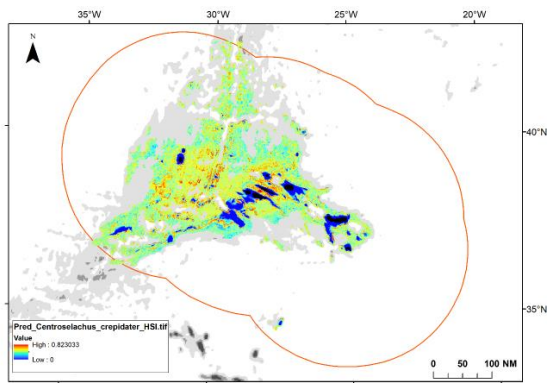 35°W 30°W 25°W 20°W
N
40°N
35°N
Pred_Centroselachus_crepidater_HSI.tif
Value
High : 0.823033
Low : 0
0 50 100 NM